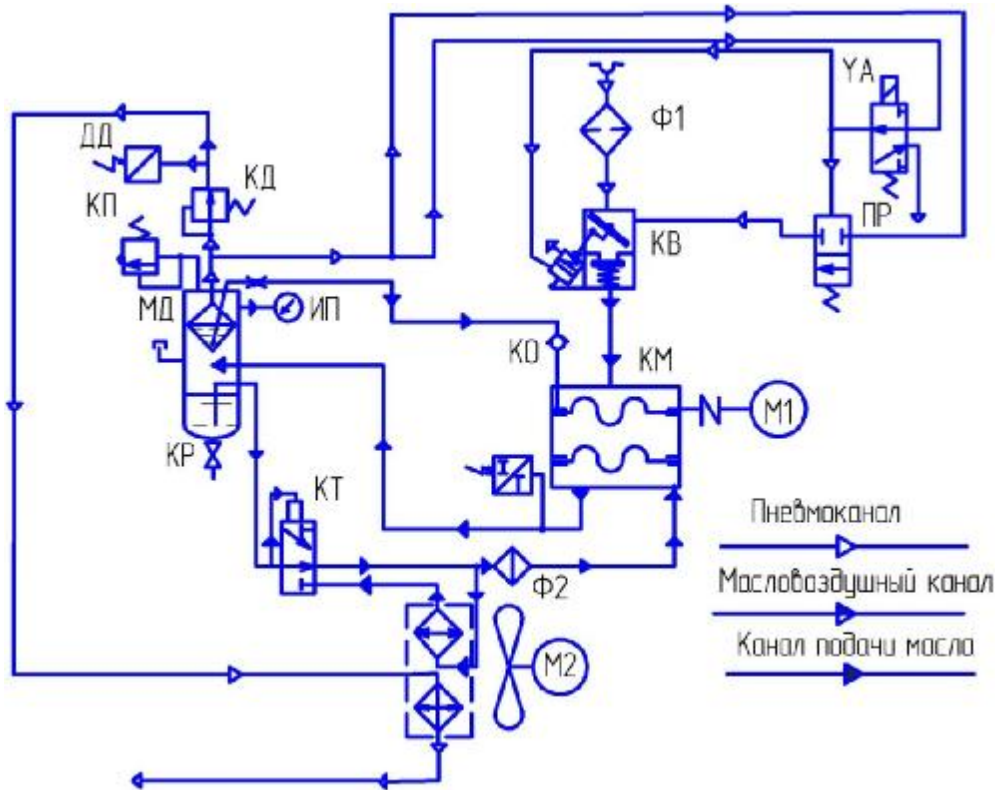 YA
ДД
Ф1
КД
КП
ПР
КВ
МД
ИП
КО
КМ
М1
КР
КТ
Пневмоканал
Ф2
Масловоздушный канал
Канал подачи масла
М2